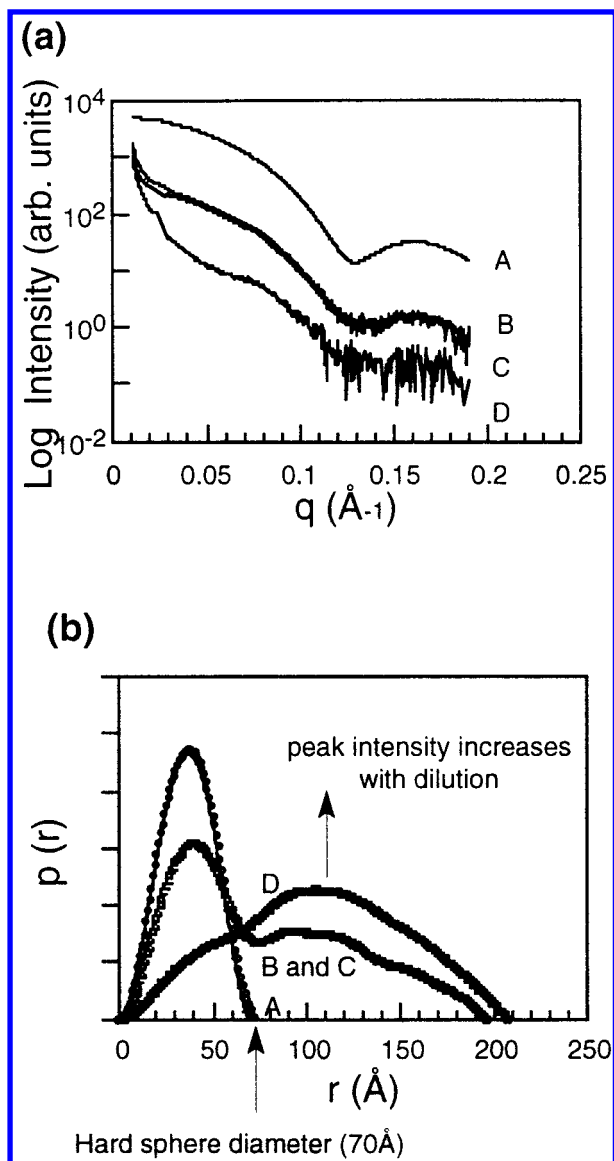 (a)
Log Intensity (arb. units)
10^4
10^2
10^0
10^-2
A
B
C
D
0 0.05 0.1 0.15 0.2 0.25
q (Å-1)
(b)
peak intensity increases
with dilution
p (r)
D
B and C
A
0 50 100 150 200 250
r (Å)
Hard sphere diameter (70Å)